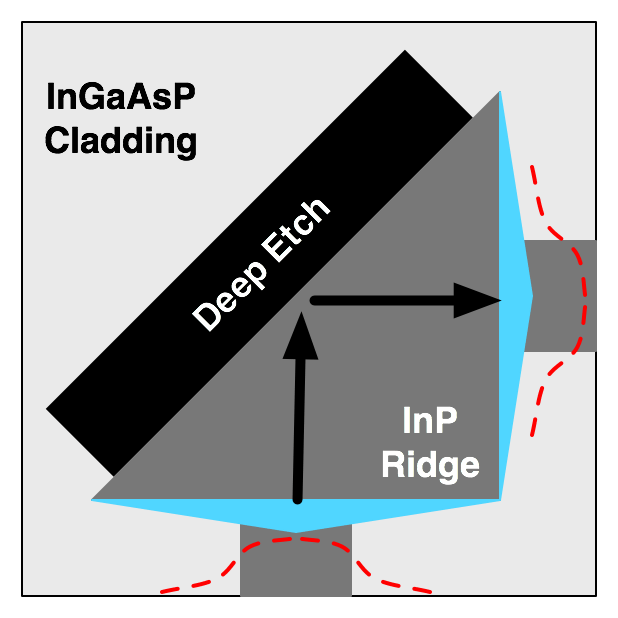 InGaAsP
Cladding
Deep Etch
InP
Ridge